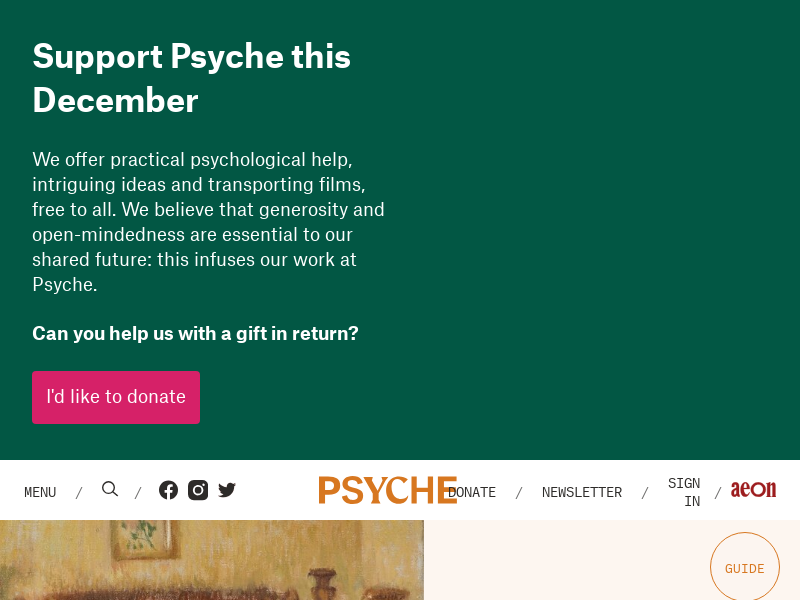 Support Psyche this
December
We offer practical psychological help,
intriguing ideas and transporting films,
free to all. We believe that generosity and
open-mindedness are essential to our
shared future: this infuses our work at
Psyche.
Can you help us with a gift in return?
I'd like to donate
MENU / / PSYCHE DONATE / NEWSLETTER / SIGN IN / aeon
GUIDE